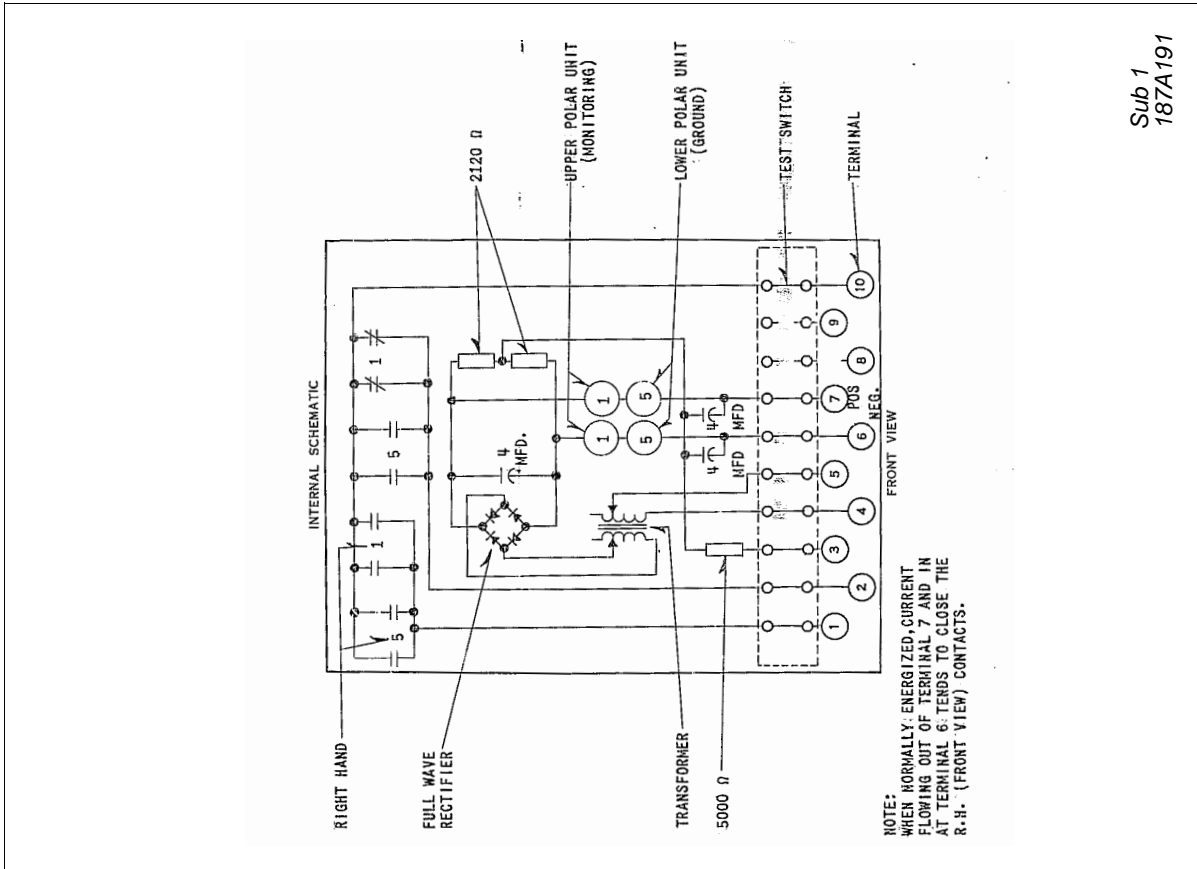 Sub 1
187A191
INTERNAL SCHEMATIC
RIGHT HAND
FULL WAVE
RECTIFIER
TRANSFORMER
5000 Ω
2120 Ω
UPPER POLAR UNIT
(MONITORING)
LOWER POLAR UNIT
(GROUND)
TEST SWITCH
TERMINAL
5
1
5
1
4
MFD.
1
1
5
5
4
MFD
4
MFD
1
2
3
4
5
6
7
8
9
10
POS
NEG.
FRONT VIEW
NOTE:
WHEN NORMALLY ENERGIZED, CURRENT
FLOWING OUT OF TERMINAL 7 AND IN
AT TERMINAL 6 TENDS TO CLOSE THE
R.H. (FRONT VIEW) CONTACTS.